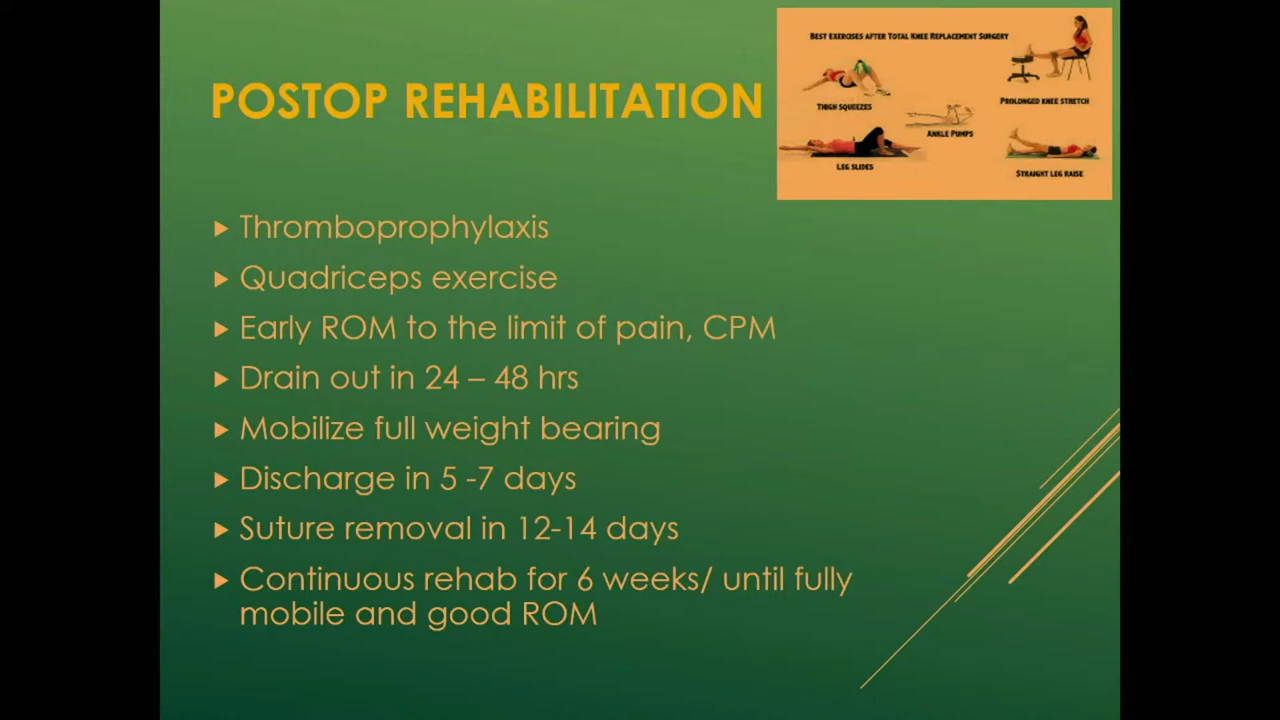 POSTOP REHABILITATION
BEST EXERCISES AFTER TOTAL KNEE REPLACEMENT SURGERY
THIGH SQUEEZES
PROLONGED KNEE STRETCH
ANKLE PUMPS
LEG SLIDES
STRAIGHT LEG RAISE
Thromboprophylaxis
Quadriceps exercise
Early ROM to the limit of pain, CPM
Drain out in 24 – 48 hrs
Mobilize full weight bearing
Discharge in 5 -7 days
Suture removal in 12-14 days
Continuous rehab for 6 weeks/ until fully
mobile and good ROM